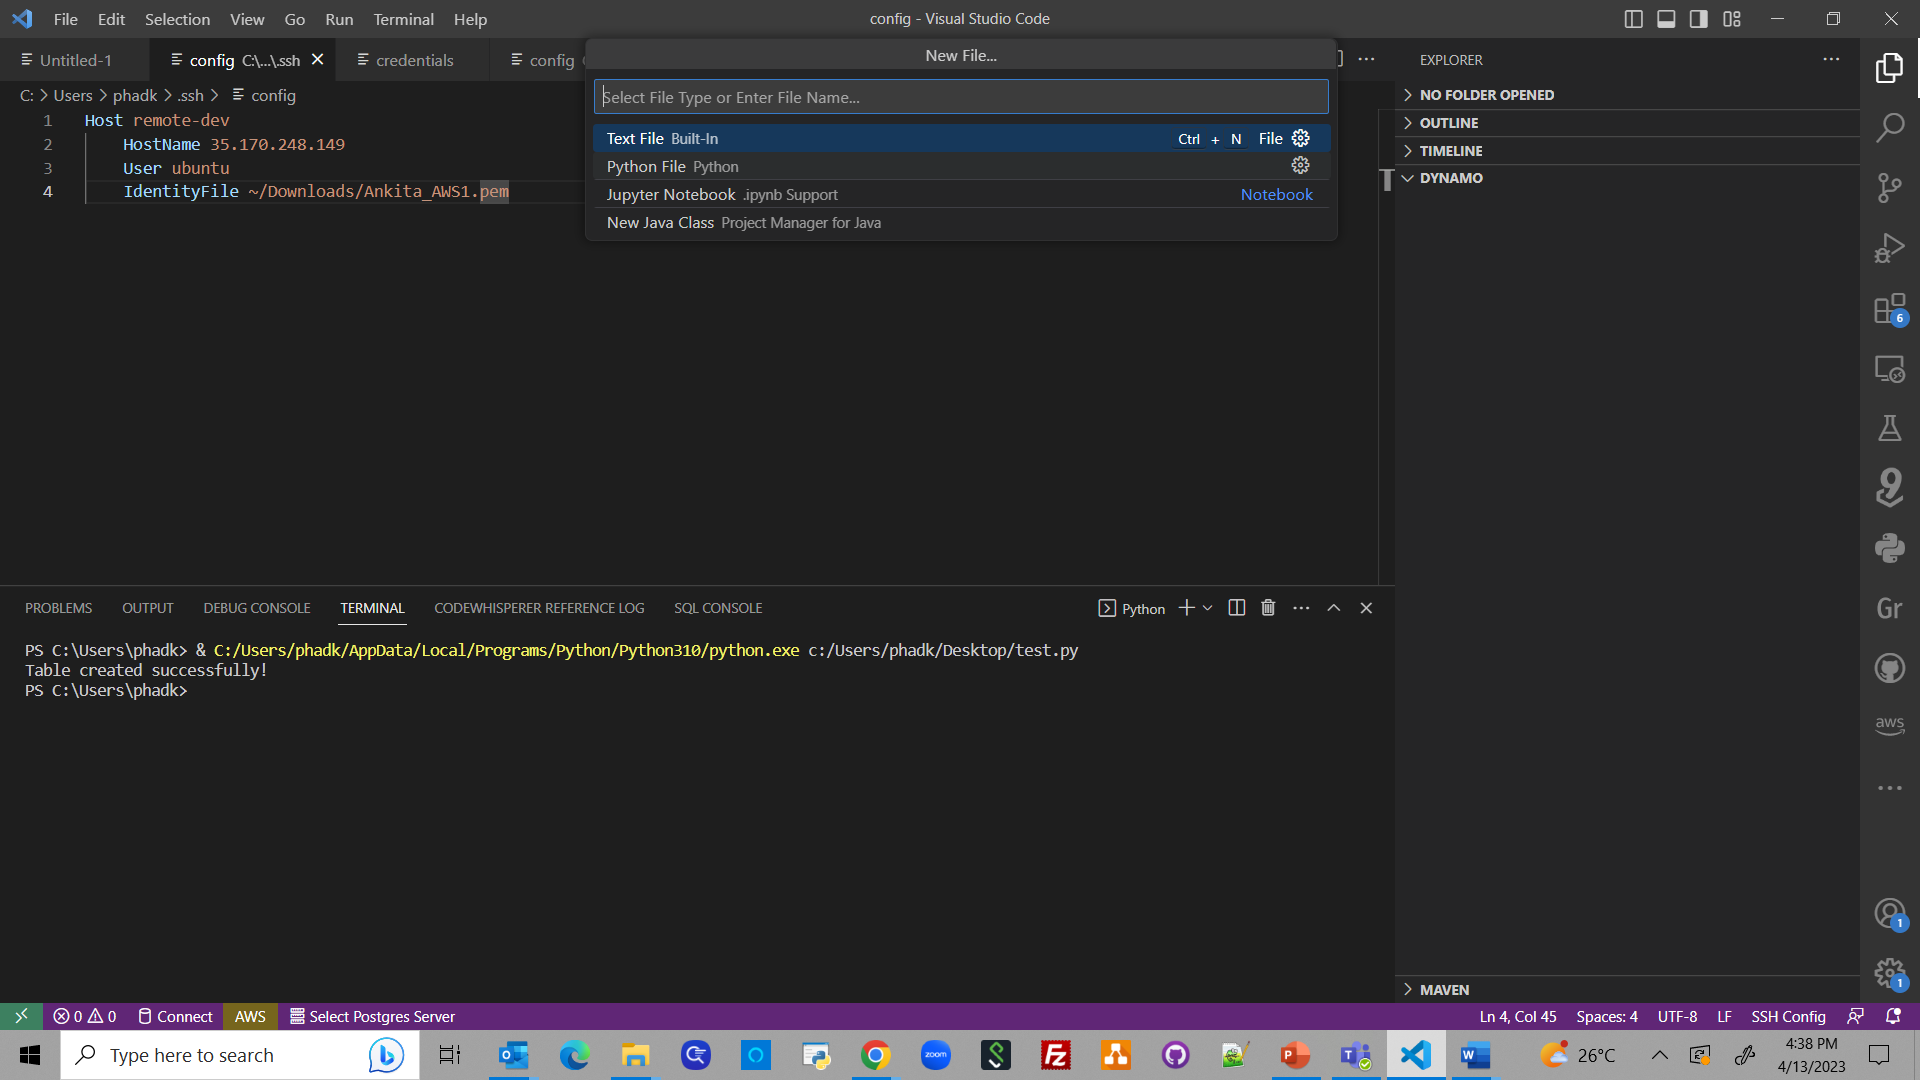 File Edit Selection View Go Run Terminal Help
config - Visual Studio Code
Untitled-1
config C:\...\.ssh
credentials
config
New File...
Select File Type or Enter File Name...
Text File Built-In Ctrl + N File
Python File Python
Jupyter Notebook .ipynb Support Notebook
New Java Class Project Manager for Java
C: > Users > phadk > .ssh > config
1 Host remote-dev
2 HostName 35.170.248.149
3 User ubuntu
4 IdentityFile ~/Downloads/Ankita_AWS1.pem
EXPLORER
NO FOLDER OPENED
OUTLINE
TIMELINE
DYNAMO
MAVEN
6
Gr
aws
1
1
PROBLEMS OUTPUT DEBUG CONSOLE TERMINAL CODEWHISPERER REFERENCE LOG SQL CONSOLE
Python
PS C:\Users\phadk> & C:/Users/phadk/AppData/Local/Programs/Python/Python310/python.exe c:/Users/phadk/Desktop/test.py
Table created successfully!
PS C:\Users\phadk>
0 0 Connect AWS Select Postgres Server
Ln 4, Col 45 Spaces: 4 UTF-8 LF SSH Config
Type here to search
zoom
26°C
4:38 PM
4/13/2023